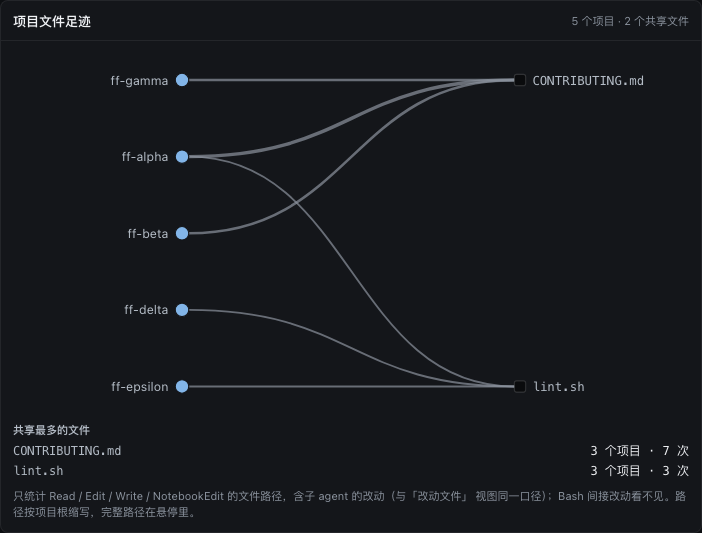 项目文件足迹
5 个项目 · 2 个共享文件
ff-gamma
CONTRIBUTING.md
ff-alpha
ff-beta
ff-delta
ff-epsilon
lint.sh
共享最多的文件
CONTRIBUTING.md 3 个项目 · 7 次
lint.sh 3 个项目 · 3 次
只统计 Read / Edit / Write / NotebookEdit 的文件路径，含子 agent 的改动（与「改动文件」 视图同一口径）；Bash 间接改动看不见。路
径按项目根缩写，完整路径在悬停里。